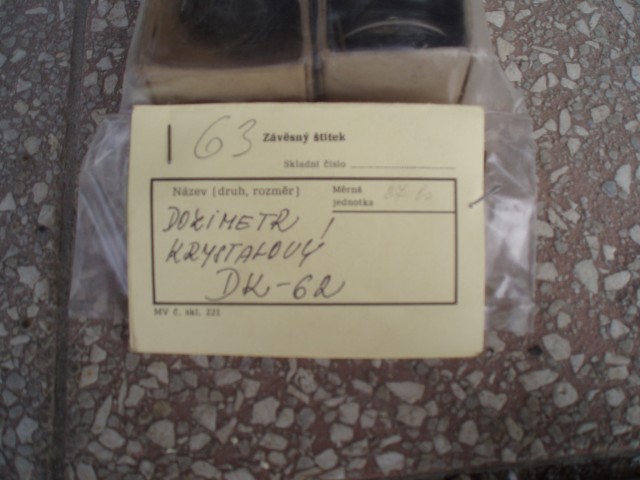 63 Závěsný štítek
Skladní číslo
Název (druh, rozměr) Měrná
jednotka
DOZIMETR
KRYSTALOVÝ
DK-62
MV č. skl. 221